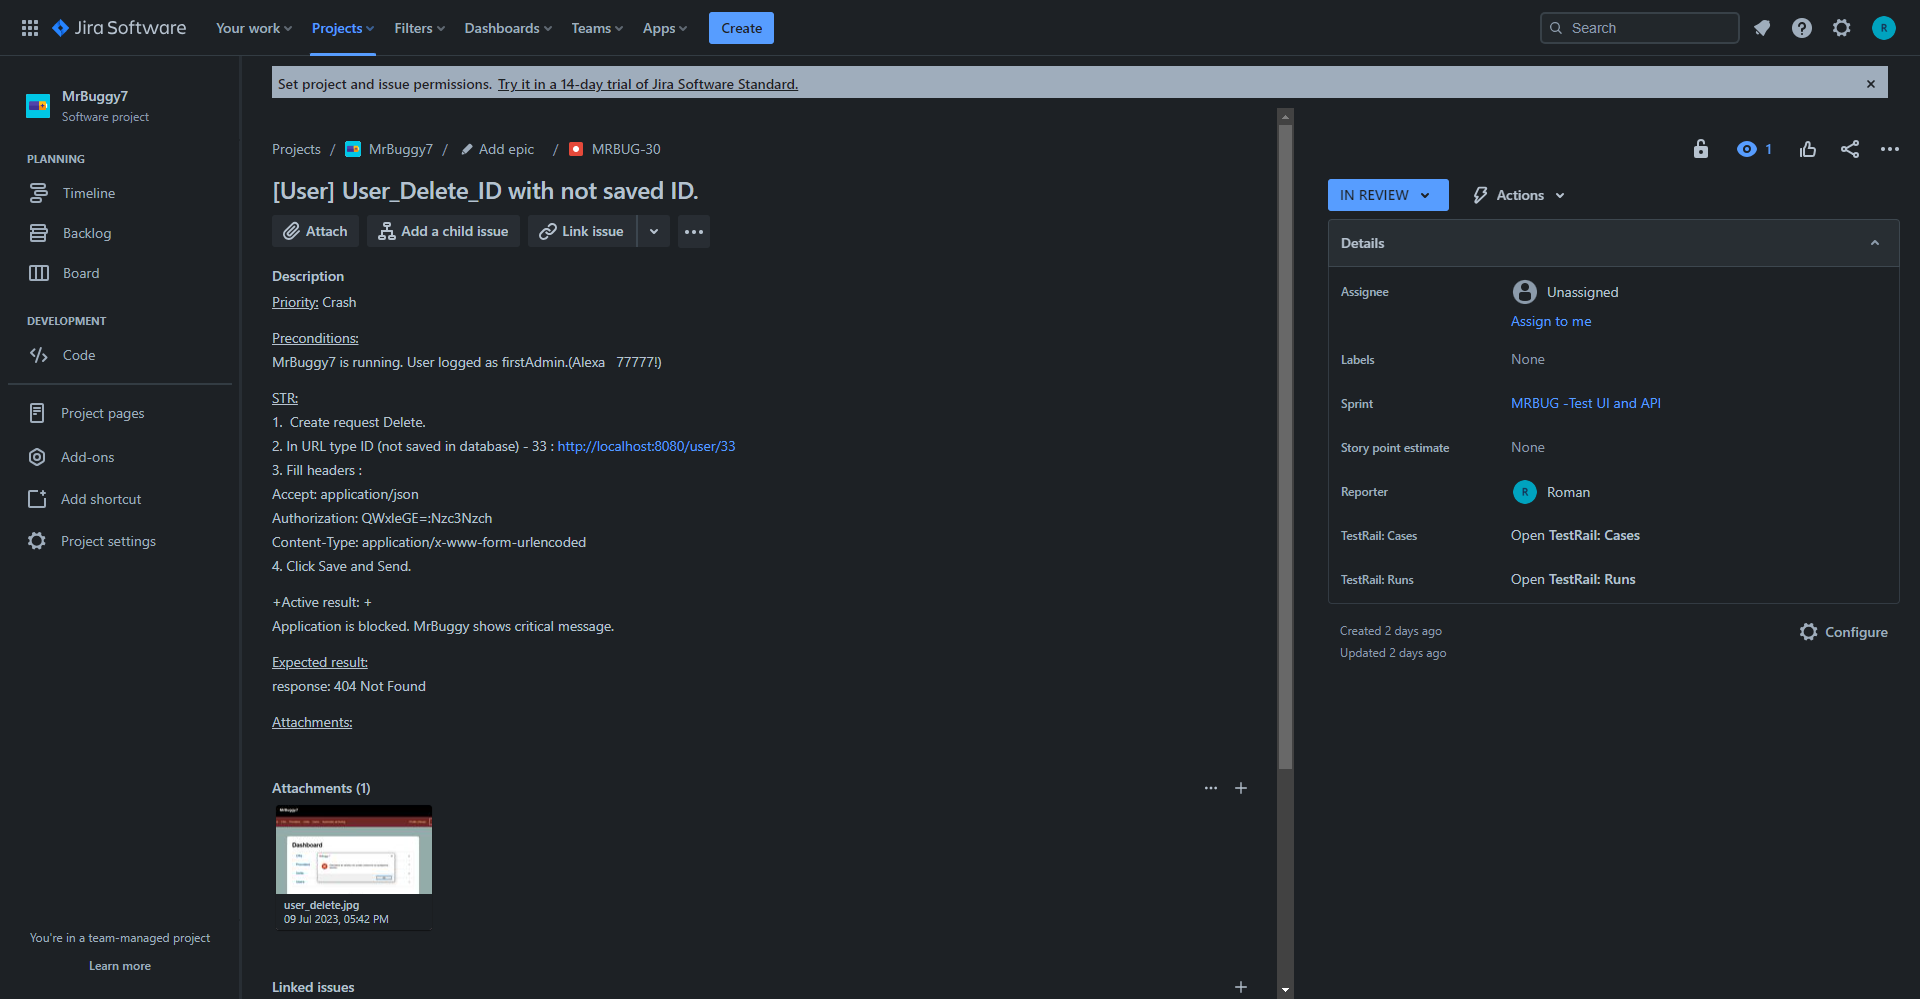 Jira Software
Your work
Projects
Filters
Dashboards
Teams
Apps
Create
Search
R
MrBuggy7
Software project
PLANNING
Timeline
Backlog
Board
DEVELOPMENT
Code
Project pages
Add-ons
Add shortcut
Project settings
You're in a team-managed project
Learn more
Set project and issue permissions. Try it in a 14-day trial of Jira Software Standard.
Projects / MrBuggy7 / Add epic / MRBUG-30
[User] User_Delete_ID with not saved ID.
Attach
Add a child issue
Link issue
Description
Priority: Crash
Preconditions:
MrBuggy7 is running. User logged as firstAdmin.(Alexa 77777!)
STR:
1. Create request Delete.
2. In URL type ID (not saved in database) - 33 : http://localhost:8080/user/33
3. Fill headers :
Accept: application/json
Authorization: QWxleGE=:Nzc3Nzch
Content-Type: application/x-www-form-urlencoded
4. Click Save and Send.
+Active result: +
Application is blocked. MrBuggy shows critical message.
Expected result:
response: 404 Not Found
Attachments:
Attachments (1)
MrBuggy7
Dashboard
user_delete.jpg
09 Jul 2023, 05:42 PM
Linked issues
1
IN REVIEW
Actions
Details
Assignee
Unassigned
Assign to me
Labels
None
Sprint
MRBUG -Test UI and API
Story point estimate
None
Reporter
R
Roman
TestRail: Cases
Open TestRail: Cases
TestRail: Runs
Open TestRail: Runs
Created 2 days ago
Updated 2 days ago
Configure